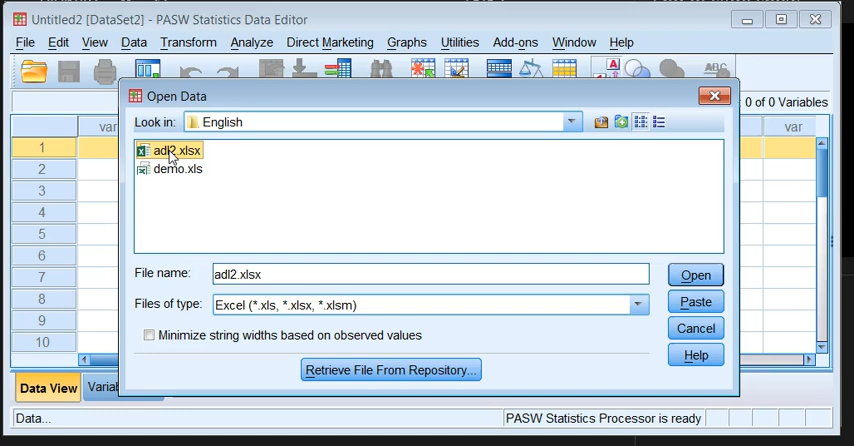 Untitled2 [DataSet2] - PASW Statistics Data Editor
File Edit View Data Transform Analyze Direct Marketing Graphs Utilities Add-ons Window Help
A ABC
Open Data
0 of 0 Variables
Look in: English
var var
1 adl2.xlsx
2 demo.xls
3
4
5
6
File name: adl2.xlsx Open
7
Files of type: Excel (*.xls, *.xlsx, *.xlsm) Paste
8
9
Minimize string widths based on observed values Cancel
10
Help
Retrieve File From Repository...
Data View Variab
Data... PASW Statistics Processor is ready